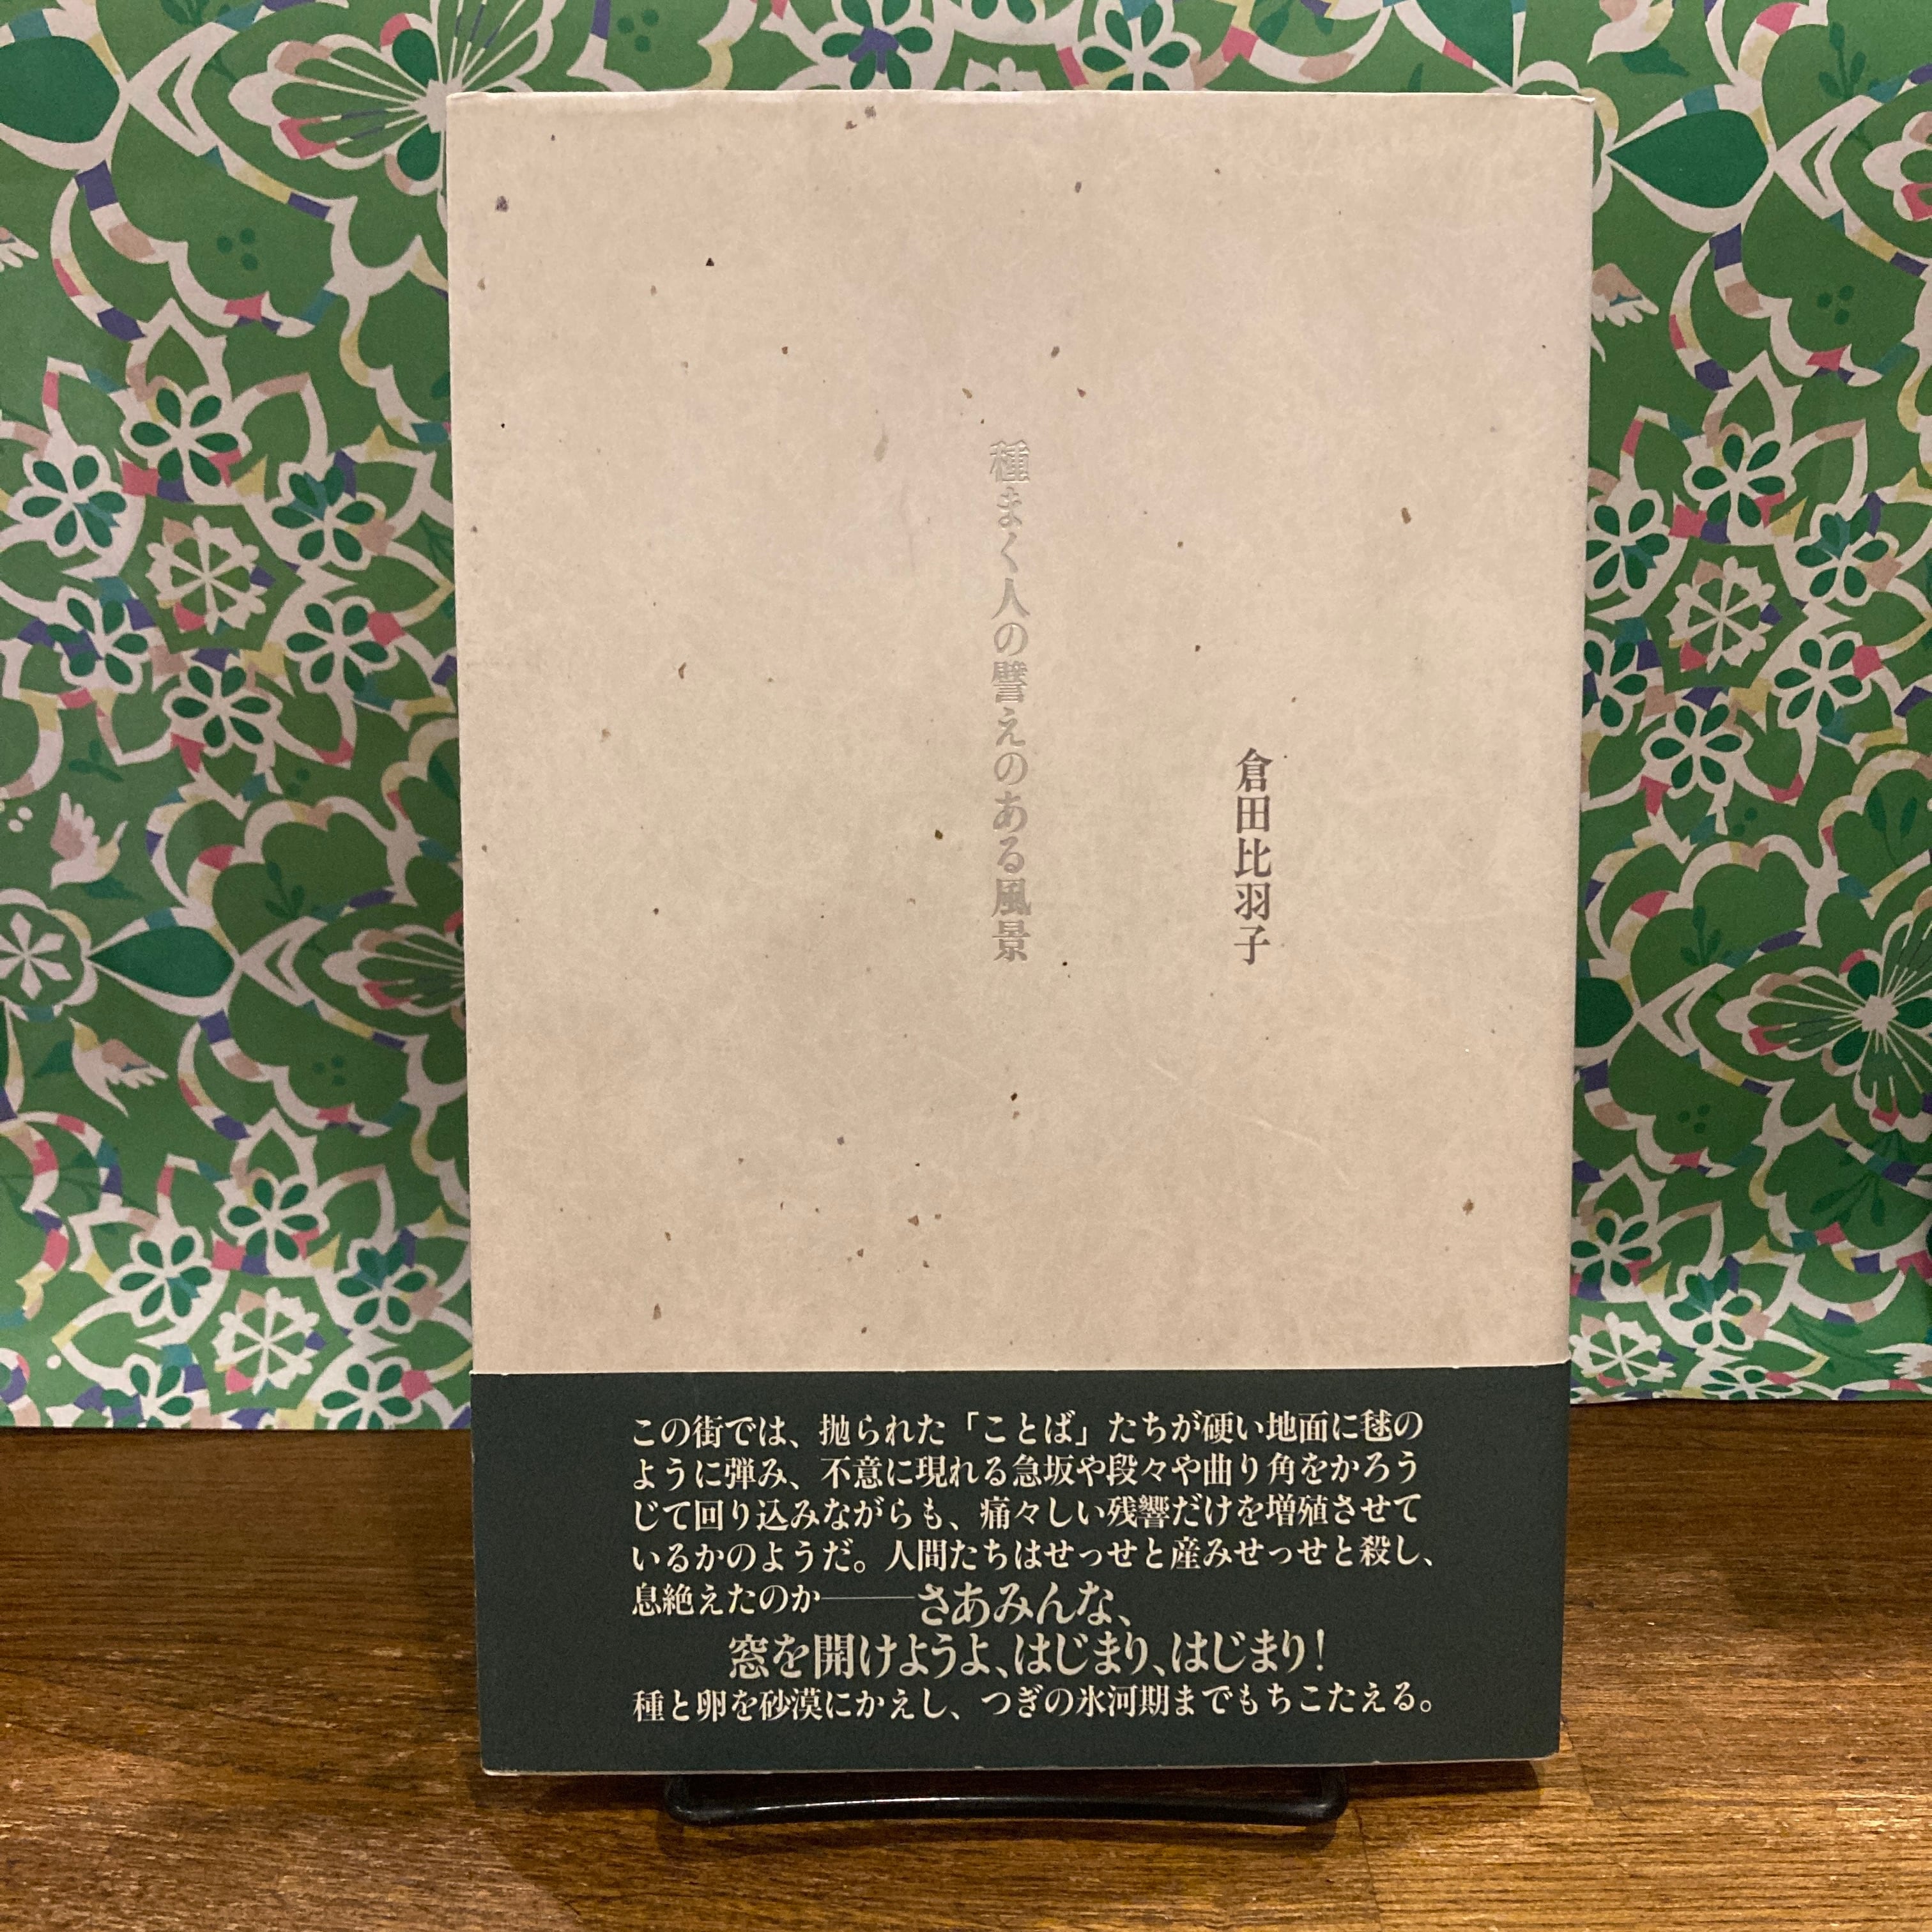 倉田比羽子
種まく人の譬えのある風景
この街では、抛られた「ことば」たちが硬い地面に毬の
ように弾み、不意に現れる急坂や段々や曲り角をかろう
じて回り込みながらも、痛々しい残響だけを増殖させて
いるかのようだ。人間たちはせっせと産みせっせと殺し、
息絶えたのか――さあみんな、
窓を開けようよ、はじまり、はじまり!
種と卵を砂漠にかえし、つぎの氷河期までもちこたえる。